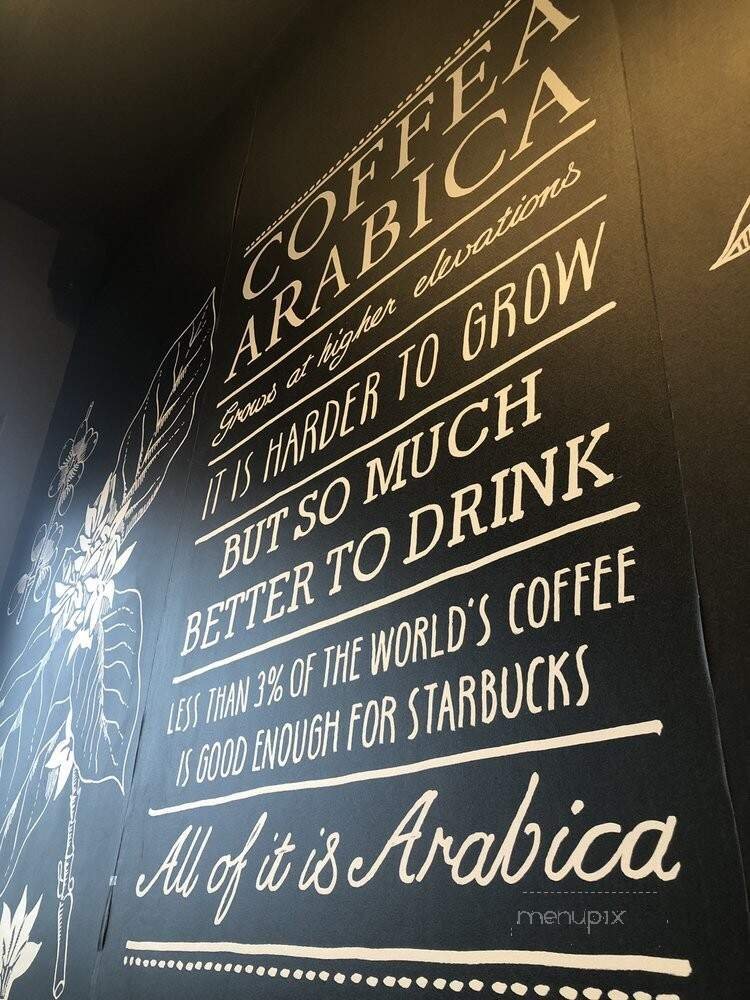 COFFEA
ARABICA
Grows at higher elevations
IT IS HARDER TO GROW
BUT SO MUCH
BETTER TO DRINK
LESS THAN 3% OF THE WORLD'S COFFEE
IS GOOD ENOUGH FOR STARBUCKS
All of it is Arabica
menupix